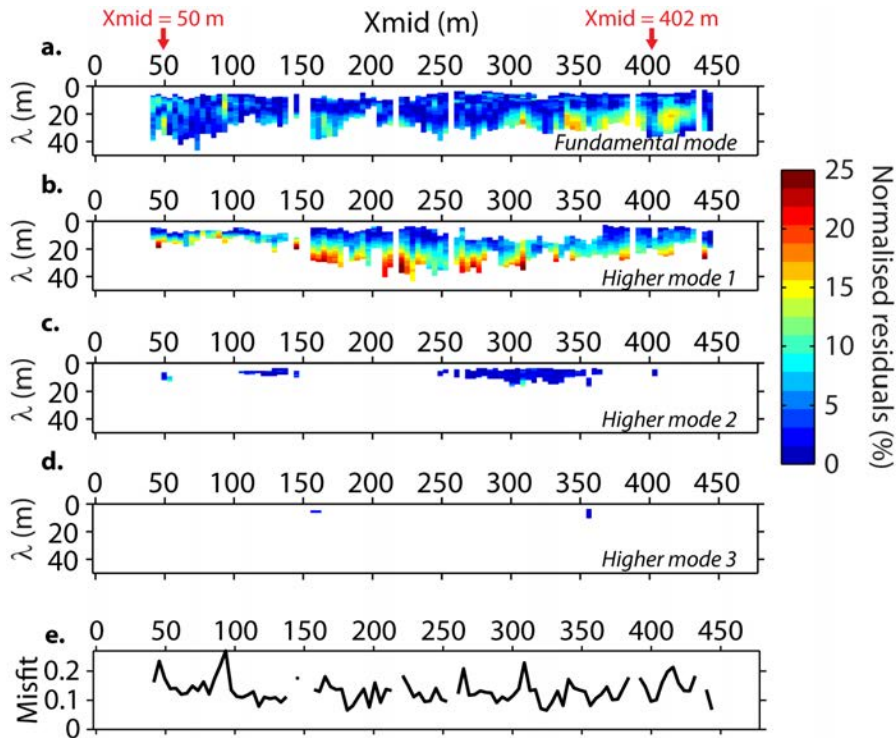 Xmid = 50 m Xmid (m) Xmid = 402 m
a.
0 50 100 150 200 250 300 350 400 450
λ (m)
0
20
40
Fundamental mode
b.
0 50 100 150 200 250 300 350 400 450
λ (m)
0
20
40
Higher mode 1
c.
0 50 100 150 200 250 300 350 400 450
λ (m)
0
20
40
Higher mode 2
d.
0 50 100 150 200 250 300 350 400 450
λ (m)
0
20
40
Higher mode 3
e.
0 50 100 150 200 250 300 350 400 450
Misfit
0.2
0.1
0
25
20
15
10
5
0
Normalised residuals (%)